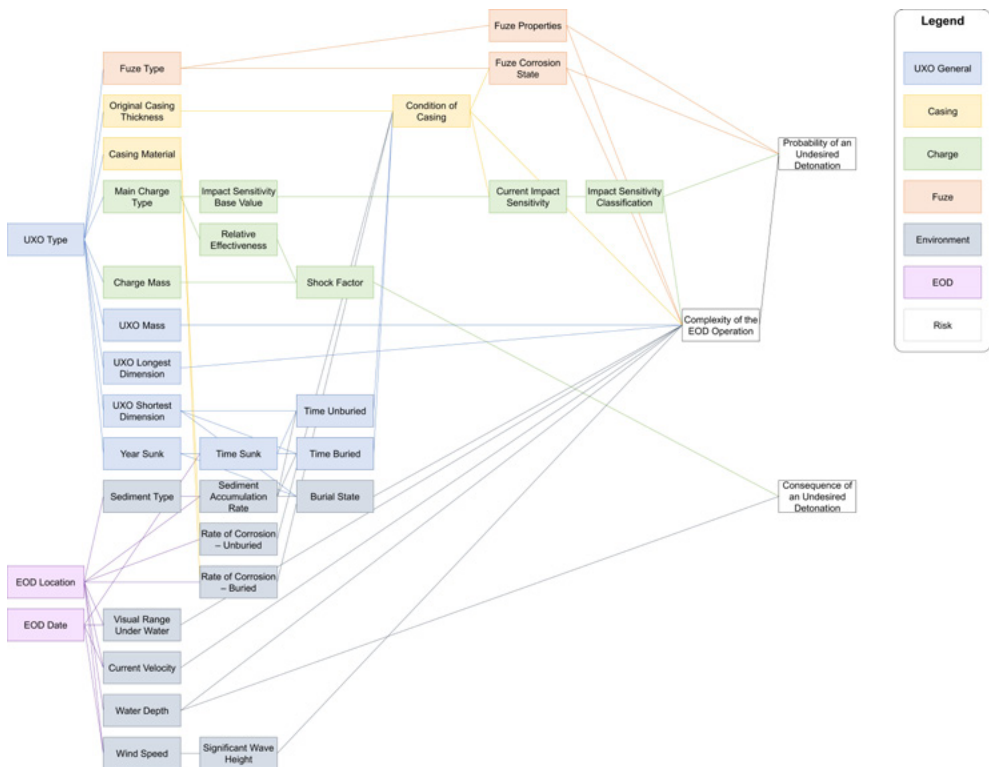 Fuze Properties
Legend
Fuze Type
Fuze Corrosion
State
UXO General
Original Casing
Thickness
Condition of
Casing
Casing
Casing Material
Probability of an
Undesired
Detonation
Charge
Main Charge
Type
Impact Sensitivity
Base Value
Current Impact
Sensitivity
Impact Sensitivity
Classification
Fuze
UXO Type
Relative
Effectiveness
Environment
Charge Mass
Shock Factor
EOD
UXO Mass
Complexity of the
EOD Operation
Risk
UXO Longest
Dimension
UXO Shortest
Dimension
Time Unburied
Year Sunk
Time Sunk
Time Buried
Sediment Type
Sediment
Accumulation
Rate
Burial State
Consequence of
an Undesired
Detonation
Rate of Corrosion
– Unburied
EOD Location
Rate of Corrosion
– Buried
EOD Date
Visual Range
Under Water
Current Velocity
Water Depth
Wind Speed
Significant Wave
Height